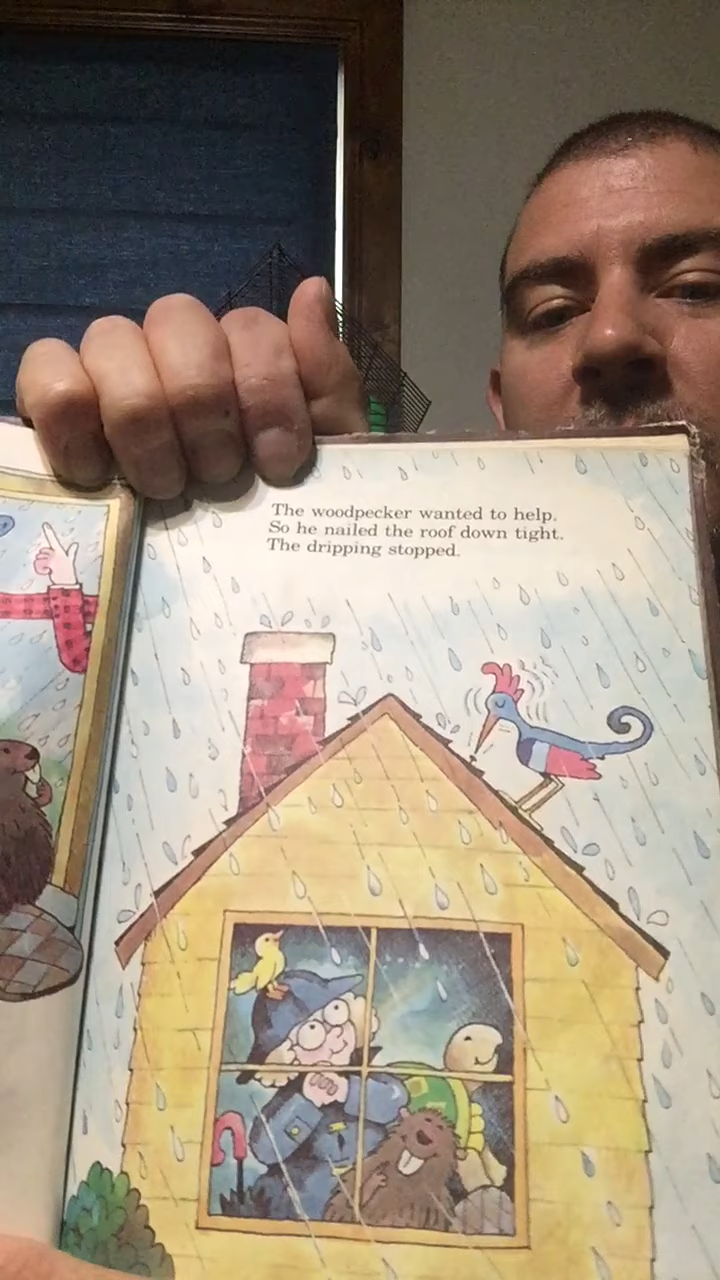 The woodpecker wanted to help.
So he nailed the roof down tight.
The dripping stopped.